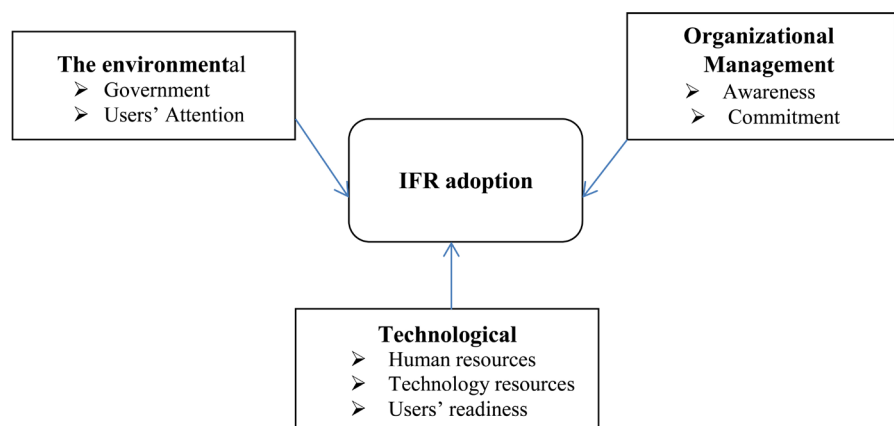 The environmental
➢ Government
➢ Users’ Attention
Organizational
Management
➢ Awareness
➢ Commitment
IFR adoption
Technological
➢ Human resources
➢ Technology resources
➢ Users’ readiness